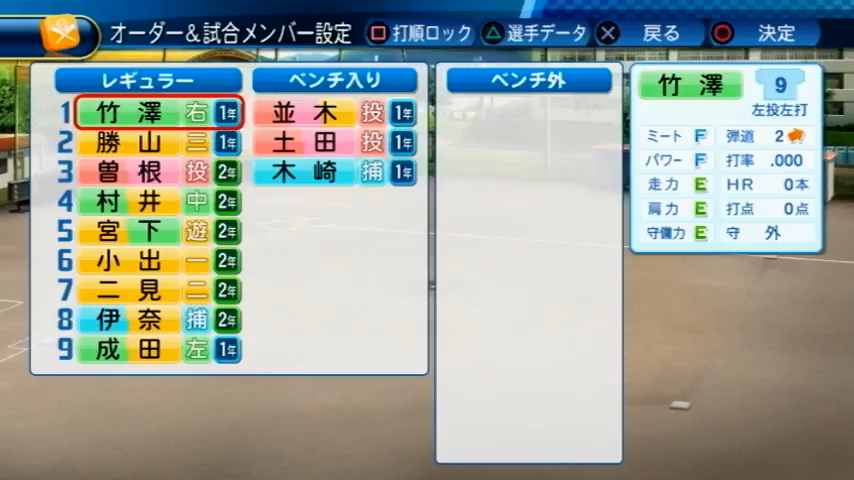 オーダー&試合メンバー設定 打順ロック 選手データ 戻る 決定
レギュラー ベンチ入り ベンチ外
1 竹澤 右 1年
2 勝山 三 1年
3 曽根 投 2年
4 村井 中 2年
5 宮下 遊 2年
6 小出 一 2年
7 二見 二 2年
8 伊奈 捕 2年
9 成田 左 1年
並木 投 1年
土田 投 1年
木崎 捕 1年
竹澤 9
左投左打
ミート F 弾道 2
パワー F 打率 .000
走力 E HR 0本
肩力 E 打点 0点
守備力 E 守 外